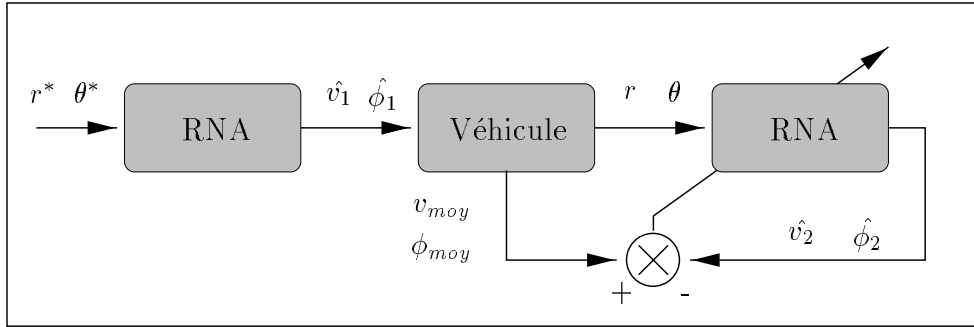 r* θ*
RNA
v̂₁ ϕ̂₁
Véhicule
r θ
RNA
v_moy
ϕ_moy
v̂₂ ϕ̂₂
+ -